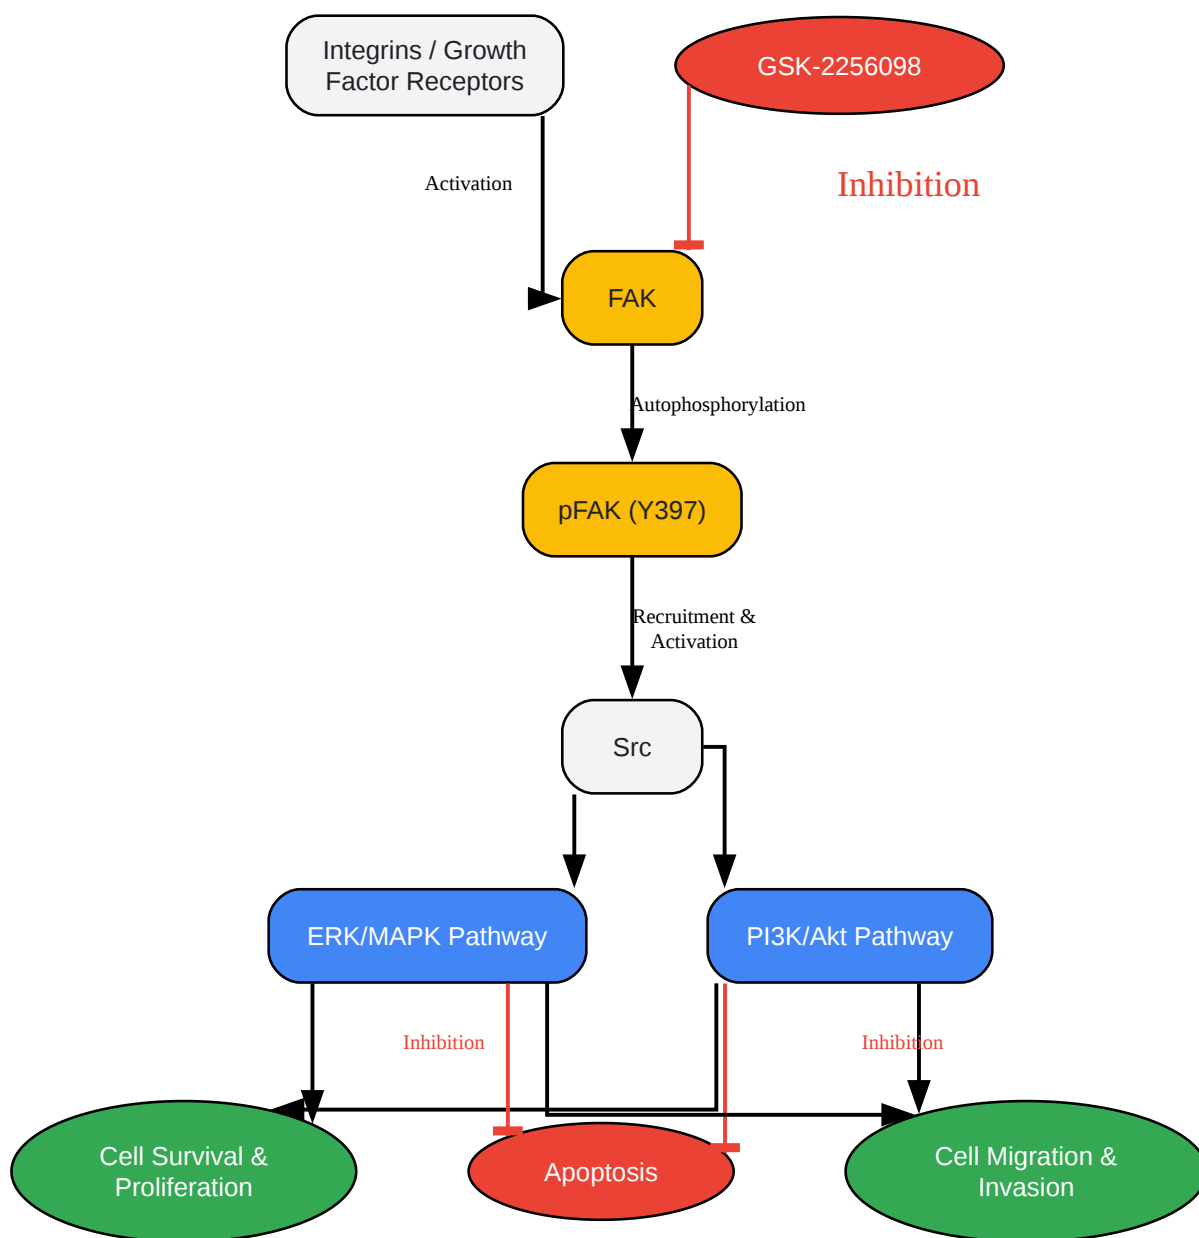 Integrins / Growth
Factor Receptors
GSK-2256098
Activation
Inhibition
FAK
Autophosphorylation
pFAK (Y397)
Recruitment &
Activation
Src
ERK/MAPK Pathway
PI3K/Akt Pathway
Inhibition
Inhibition
Cell Survival &
Proliferation
Apoptosis
Cell Migration &
Invasion